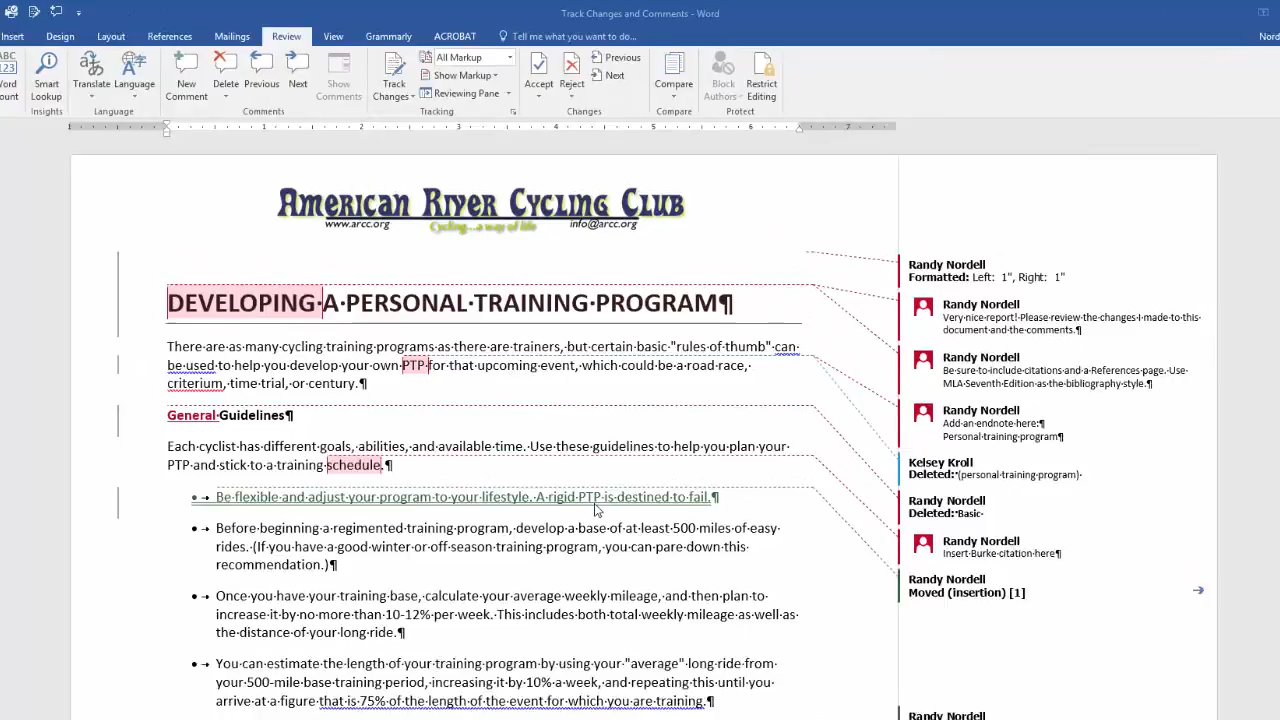 Track Changes and Comments - Word
Insert Design Layout References Mailings Review View Grammarly ACROBAT Tell me what you want to do... Nord
ABC
123
Word
Count
Smart
Lookup
Translate
Language
New
Comment
Delete
Previous
Next
Show
Comments
Track
Changes
All Markup
Show Markup
Reviewing Pane
Accept
Reject
Previous
Next
Compare
Block
Authors
Restrict
Editing
Insights Language Comments Tracking Changes Compare Protect
1 1 2 3 4 5 6 7
American River Cycling Club
www.arcc.org Cycling...a way of life info@arcc.org
DEVELOPING·A·PERSONAL·TRAINING·PROGRAM¶
There·are·as·many·cycling·training·programs·as·there·are·trainers,·but·certain·basic·"rules·of·thumb"·can·
be·used·to·help·you·develop·your·own·PTP·for·that·upcoming·event,·which·could·be·a·road·race,·
criterium,·time·trial,·or·century.¶
General·Guidelines¶
Each·cyclist·has·different·goals,·abilities,·and·available·time.·Use·these·guidelines·to·help·you·plan·your·
PTP·and·stick·to·a·training·schedule.¶
• → Be·flexible·and·adjust·your·program·to·your·lifestyle.·A·rigid·PTP·is·destined·to·fail.¶
• → Before·beginning·a·regimented·training·program,·develop·a·base·of·at·least·500·miles·of·easy·
rides.·(If·you·have·a·good·winter·or·off-season·training·program,·you·can·pare·down·this·
recommendation.)¶
• → Once·you·have·your·training·base,·calculate·your·average·weekly·mileage,·and·then·plan·to·
increase·it·by·no·more·than·10-12%·per·week.·This·includes·both·total·weekly·mileage·as·well·as·
the·distance·of·your·long·ride.¶
• → You·can·estimate·the·length·of·your·training·program·by·using·your·"average"·long·ride·from·
your·500-mile·base·training·period,·increasing·it·by·10%·a·week,·and·repeating·this·until·you·
arrive·at·a·figure·that·is·75%·of·the·length·of·the·event·for·which·you·are·training.¶
Randy Nordell
Formatted: Left: 1", Right: 1"
Randy Nordell
Very·nice·report!·Please·review·the·changes·I·made·to·this·
document·and·the·comments.¶
Randy Nordell
Be·sure·to·include·citations·and·a·References·page.·Use·
MLA·Seventh·Edition·as·the·bibliography·style.¶
Randy Nordell
Add·an·endnote·here:¶
Personal·training·program¶
Kelsey Kroll
Deleted:·(personal·training·program)·
Randy Nordell
Deleted:·Basic·
Randy Nordell
Insert·Burke·citation·here¶
Randy Nordell
Moved (insertion) [1]
Randy Nordell